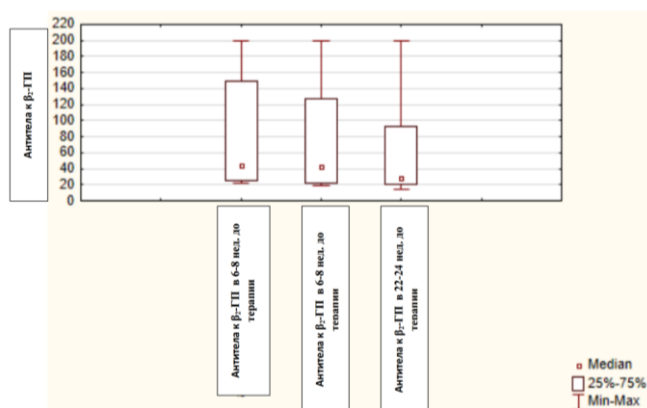 Антитела к β₂-ГП
220
200
180
160
140
120
100
80
60
40
20
0
Антитела к β₂-ГП в 6-8 нед. до
терапии
Антитела к β₂-ГП в 6-8 нед. до
терапии
Антитела к β₂-ГП в 22-24 нед. до
терапии
Median
25%-75%
Min-Max